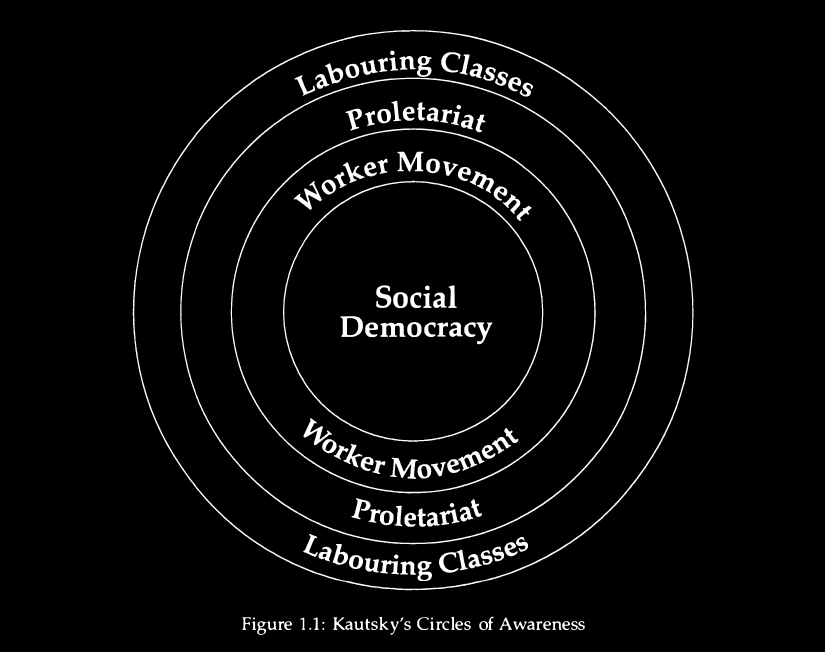 Labouring Classes
Proletariat
Worker Movement
Social
Democracy
Worker Movement
Proletariat
Labouring Classes
Figure 1.1: Kautsky's Circles of Awareness